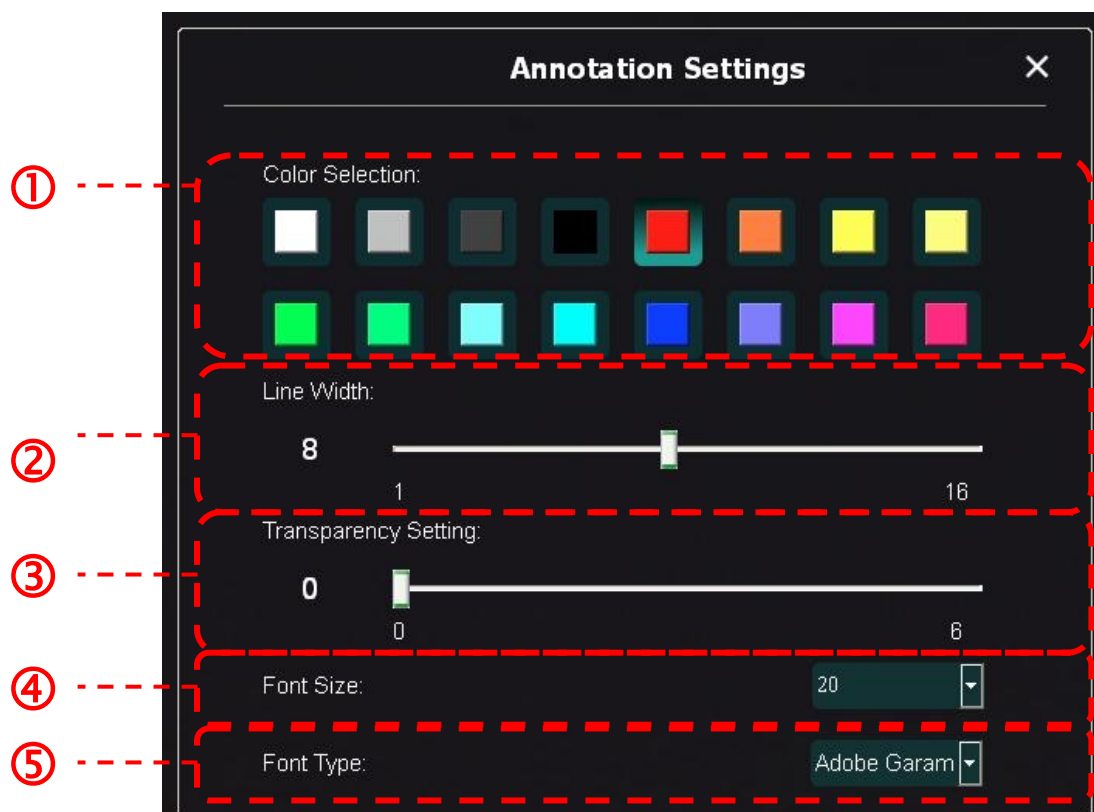 Annotation Settings
① Color Selection:
Line Width:
② 8
1 16
Transparency Setting:
③ 0
0 6
④ Font Size: 20
⑤ Font Type: Adobe Garam